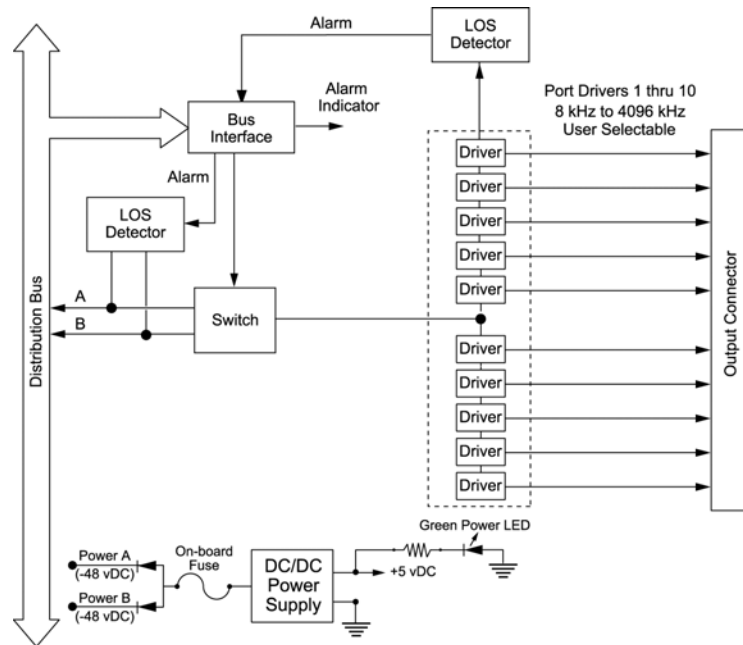 Alarm
LOS
Detector
Alarm
Indicator
Port Drivers 1 thru 10
8 kHz to 4096 kHz
User Selectable
Bus
Interface
Alarm
LOS
Detector
Distribution Bus
A
B
Switch
Driver
Driver
Driver
Driver
Driver
Driver
Driver
Driver
Driver
Driver
Output Connector
Power A
(-48 vDC)
Power B
(-48 vDC)
On-board
Fuse
DC/DC
Power
Supply
Green Power LED
+5 vDC